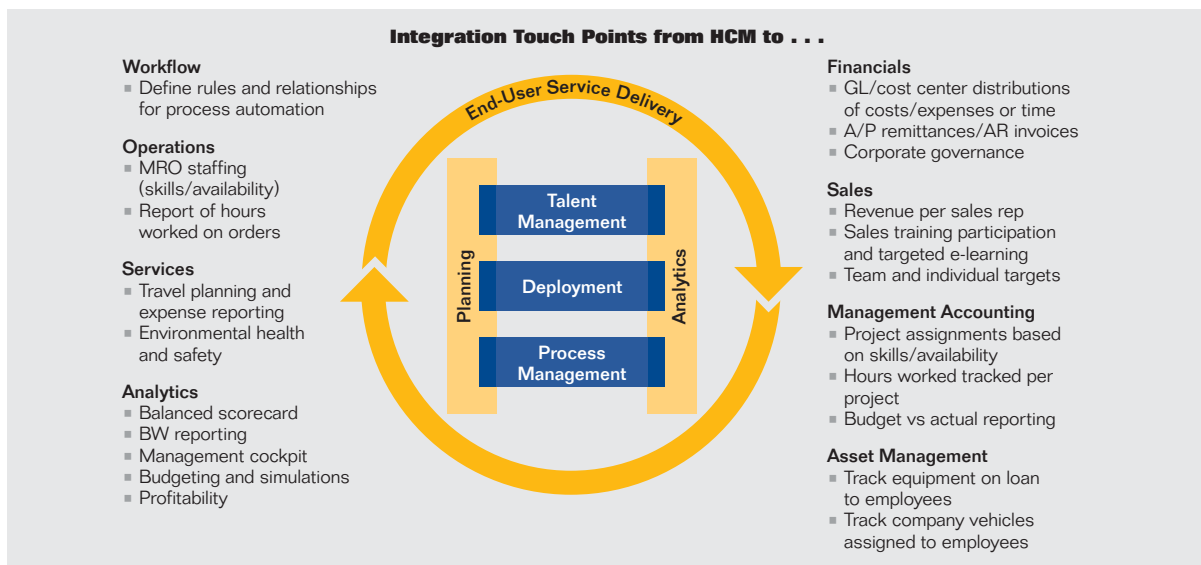 Integration Touch Points from HCM to . . .
Workflow
▪ Define rules and relationships
for process automation
Operations
▪ MRO staffing
(skills/availability)
▪ Report of hours
worked on orders
Services
▪ Travel planning and
expense reporting
▪ Environmental health
and safety
Analytics
▪ Balanced scorecard
▪ BW reporting
▪ Management cockpit
▪ Budgeting and simulations
▪ Profitability
End-User Service Delivery
Planning
Talent
Management
Deployment
Process
Management
Analytics
Financials
▪ GL/cost center distributions
of costs/expenses or time
▪ A/P remittances/AR invoices
▪ Corporate governance
Sales
▪ Revenue per sales rep
▪ Sales training participation
and targeted e-learning
▪ Team and individual targets
Management Accounting
▪ Project assignments based
on skills/availability
▪ Hours worked tracked per
project
▪ Budget vs actual reporting
Asset Management
▪ Track equipment on loan
to employees
▪ Track company vehicles
assigned to employees